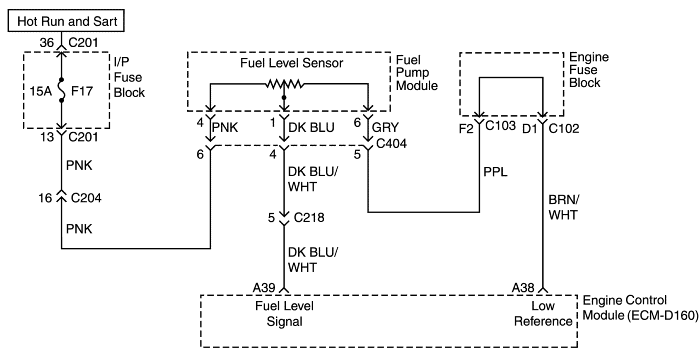 Hot Run and Sart
36 C201
I/P
Fuse
Block
15A F17
13 C201
PNK
16 C204
PNK
Fuel Level Sensor
Fuel
Pump
Module
4 PNK
1 DK BLU
6 GRY
C404
6
4
5
DK BLU/
WHT
5 C218
DK BLU/
WHT
A39
Fuel Level
Signal
Engine
Fuse
Block
F2 C103
D1 C102
PPL
BRN/
WHT
A38
Low
Reference
Engine Control
Module (ECM-D160)